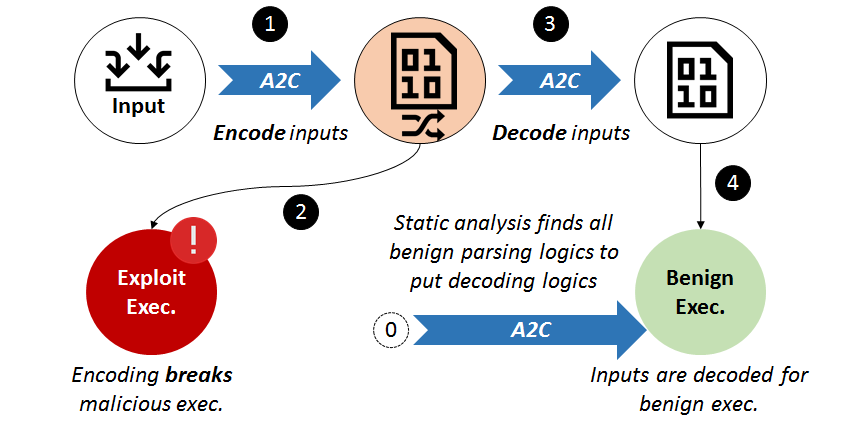 1
3
Input
A2C
01
10
A2C
01
10
Encode inputs
Decode inputs
2
4
Static analysis finds all
benign parsing logics to
put decoding logics
!
Exploit
Exec.
Benign
Exec.
0
A2C
Encoding breaks
malicious exec.
Inputs are decoded for
benign exec.